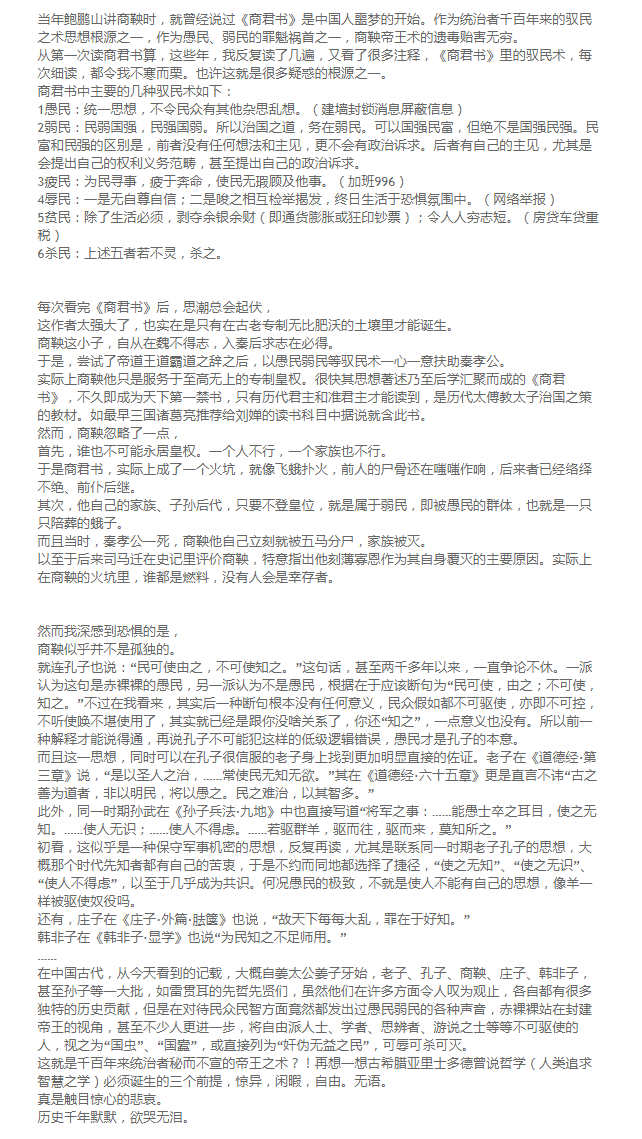 当年鲍鹏山讲商鞅时，就曾经说过《商君书》是中国人噩梦的开始。作为统治者千百年来的驭民
之术思想根源之一，作为愚民、弱民的罪魁祸首之一，商鞅帝王术的遗毒贻害无穷。
从第一次读商君书算，这些年，我反复读了几遍，又看了很多注释，《商君书》里的驭民术，每
次细读，都令我不寒而栗。也许这就是很多疑惑的根源之一。
商君书中主要的几种驭民术如下：
1愚民：统一思想，不令民众有其他杂思乱想。（建墙封锁消息屏蔽信息）
2弱民：民弱国强，民强国弱。所以治国之道，务在弱民。可以国强民富，但绝不是国强民强。民
富和民强的区别是，前者没有任何想法和主见，更不会有政治诉求。后者有自己的主见，尤其是
会提出自己的权利义务范畴，甚至提出自己的政治诉求。
3疲民：为民寻事，疲于奔命，使民无瑕顾及他事。（加班996）
4辱民：一是无自尊自信；二是唆之相互检举揭发，终日生活于恐惧氛围中。（网络举报）
5贫民：除了生活必须，剥夺余银余财（即通货膨胀或狂印钞票）；令人人穷志短。（房贷车贷重
税）
6杀民：上述五者若不灵，杀之。
每次看完《商君书》后，思潮总会起伏，
这作者太强大了，也实在是只有在古老专制无比肥沃的土壤里才能诞生。
商鞅这小子，自从在魏不得志，入秦后求志在必得。
于是，尝试了帝道王道霸道之辞之后，以愚民弱民等驭民术一心一意扶助秦孝公。
实际上商鞅他只是服务于至高无上的专制皇权。很快其思想著述乃至后学汇聚而成的《商君
书》，不久即成为天下第一禁书，只有历代君主和准君主才能读到，是历代太傅教太子治国之策
的教材。如最早三国诸葛亮推荐给刘婵的读书科目中据说就含此书。
然而，商鞅忽略了一点，
首先，谁也不可能永居皇权。一个人不行，一个家族也不行。
于是商君书，实际上成了一个火坑，就像飞蛾扑火，前人的尸骨还在嗤嗤作响，后来者已经络绎
不绝、前仆后继。
其次，他自己的家族、子孙后代，只要不登皇位，就是属于弱民，即被愚民的群体，也就是一只
只陪葬的蛾子。
而且当时，秦孝公一死，商鞅他自己立刻就被五马分尸，家族被灭。
以至于后来司马迁在史记里评价商鞅，特意指出他刻薄寡恩作为其自身覆灭的主要原因。实际上
在商鞅的火坑里，谁都是燃料，没有人会是幸存者。
然而我深感到恐惧的是，
商鞅似乎并不是孤独的。
就连孔子也说：“民可使由之，不可使知之。”这句话，甚至两千多年以来，一直争论不休。一派
认为这句是赤裸裸的愚民，另一派认为不是愚民，根据在于应该断句为“民可使，由之；不可使，
知之。”不过在我看来，其实后一种断句根本没有任何意义，民众假如都不可驱使，亦即不可控，
不听使唤不堪使用了，其实就已经是跟你没啥关系了，你还“知之”，一点意义也没有。所以前一
种解释才能说得通，再说孔子不可能犯这样的低级逻辑错误，愚民才是孔子的本意。
而且这一思想，同时可以在孔子很信服的老子身上找到更加明显直接的佐证。老子在《道德经·第
三章》说，“是以圣人之治，……常使民无知无欲。”其在《道德经·六十五章》更是直言不讳“古之
善为道者，非以明民，将以愚之。民之难治，以其智多。”
此外，同一时期孙武在《孙子兵法·九地》中也直接写道“将军之事：……能愚士卒之耳目，使之无
知。……使人无识；……使人不得虑。……若驱群羊，驱而往，驱而来，莫知所之。”
初看，这似乎是一种保守军事机密的思想，反复再读，尤其是联系同一时期老子孔子的思想，大
概那个时代先知者都有自己的苦衷，于是不约而同地都选择了捷径，“使之无知”、“使之无识”、
“使人不得虑”，以至于几乎成为共识。何况愚民的极致，不就是使人不能有自己的思想，像羊一
样被驱使奴役吗。
还有，庄子在《庄子·外篇·胠箧》也说，“故天下每每大乱，罪在于好知。”
韩非子在《韩非子·显学》也说“为民知之不足师用。”
……
在中国古代，从今天看到的记载，大概自姜太公姜子牙始，老子、孔子、商鞅、庄子、韩非子，
甚至孙子等一大批，如雷贯耳的先哲先贤们，虽然他们在许多方面令人叹为观止，各自都有很多
独特的历史贡献，但是在对待民众民智方面竟然都发出过愚民弱民的各种声音，赤裸裸站在封建
帝王的视角，甚至不少人更进一步，将自由派人士、学者、思辨者、游说之士等等不可驱使的
人，视之为“国虫”、“国蠹”，或直接列为“奸伪无益之民”，可辱可杀可灭。
这就是千百年来统治者秘而不宣的帝王之术？！再想一想古希腊亚里士多德曾说哲学（人类追求
智慧之学）必须诞生的三个前提，惊异，闲暇，自由。无语。
真是触目惊心的悲哀。
历史千年默默，欲哭无泪。